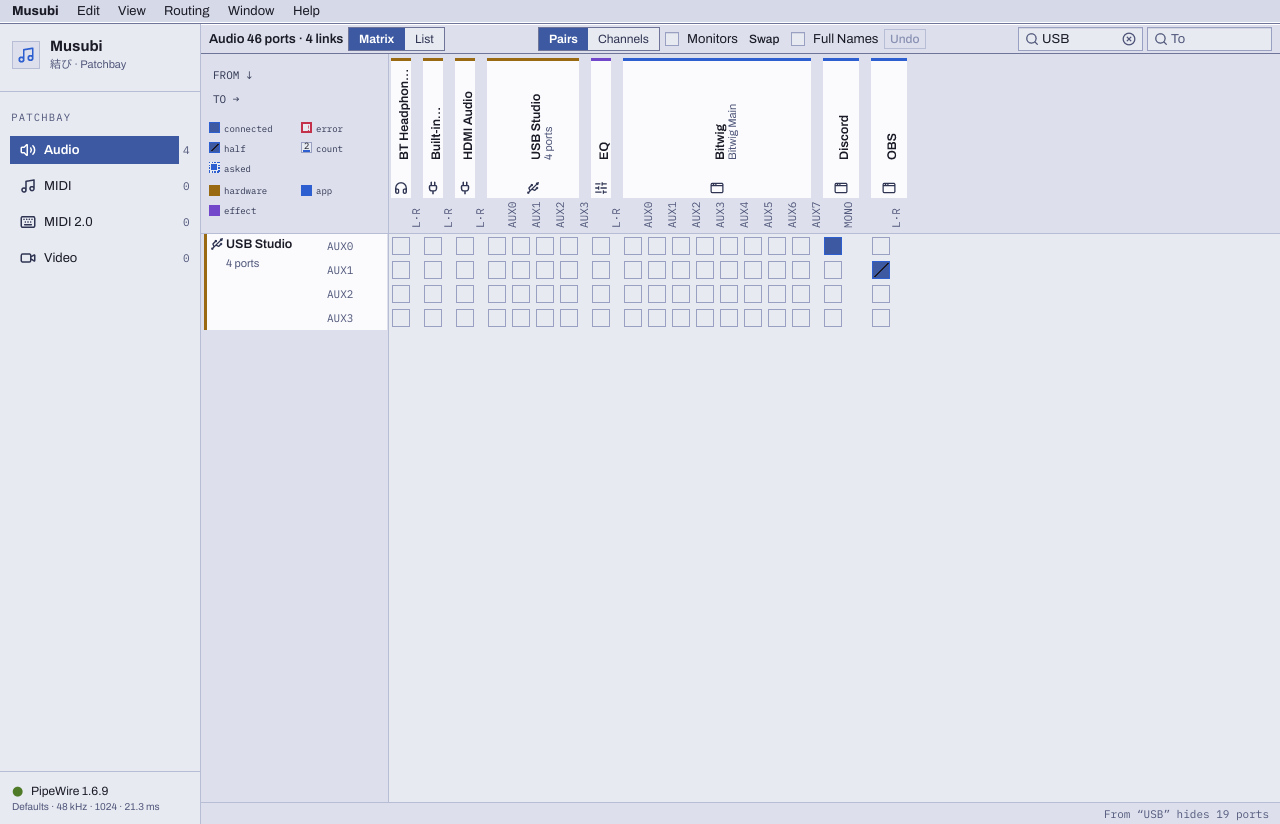 Musubi Edit View Routing Window Help
Musubi
結び · Patchbay
PATCHBAY
Audio 4
MIDI 0
MIDI 2.0 0
Video 0
PipeWire 1.6.9
Defaults · 48 kHz · 1024 · 21.3 ms
Audio 46 ports · 4 links Matrix List Pairs Channels Monitors Swap Full Names Undo USB To
FROM ↓
TO →
connected error
half 2 count
asked
hardware app
effect
BT Headphon…
Built-in…
HDMI Audio
USB Studio
4 ports
EQ
Bitwig
Bitwig Main
Discord
OBS
L·R L·R L·R AUX0 AUX1 AUX2 AUX3 L·R AUX0 AUX1 AUX2 AUX3 AUX4 AUX5 AUX6 AUX7 MONO L·R
USB Studio AUX0
4 ports AUX1
AUX2
AUX3
From “USB” hides 19 ports